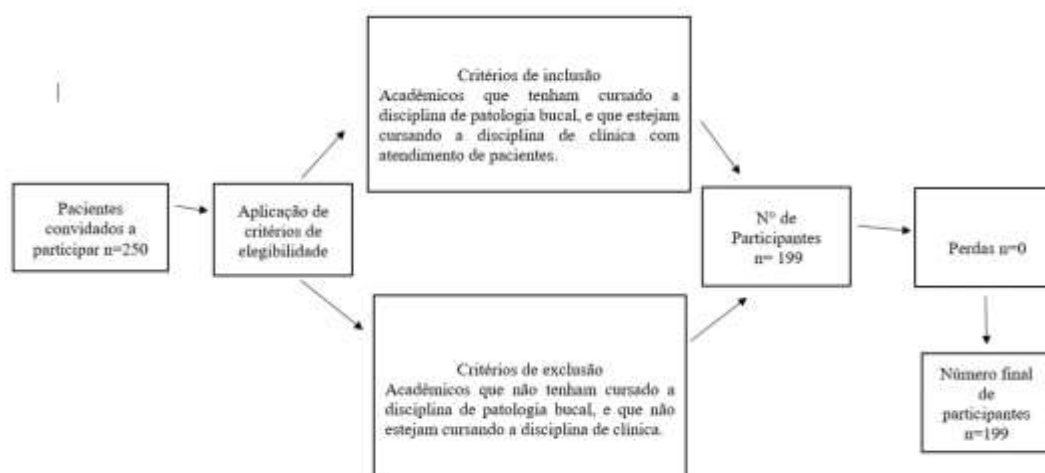 Critérios de inclusão
Acadêmicos que tenham cursado a
disciplina de patologia bucal, e que estejam
cursando a disciplina de clínica com
atendimento de pacientes.
Pacientes
convidados a
participar n=250
Aplicação de
critérios de
elegibilidade
N° de
Participantes
n= 199
Perdas n=0
Critérios de exclusão
Acadêmicos que não tenham cursado a
disciplina de patologia bucal, e que não
estejam cursando a disciplina de clínica.
Número final
de
participantes
n=199